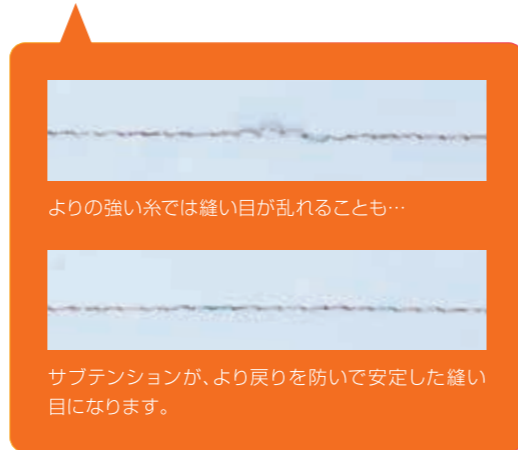 よりの強い糸では縫い目が乱れることも…
サブテンションが、より戻りを防いで安定した縫い
目になります。